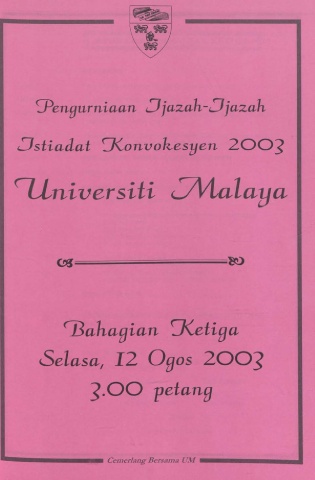 Pengurniaan Ijazah-Ijazah
Istiadat Konvokesyen 2003
Universiti Malaya
Bahagian Ketiga
Selasa, 12 Ogos 2003
3.00 petang
Cemerlang Bersama UM